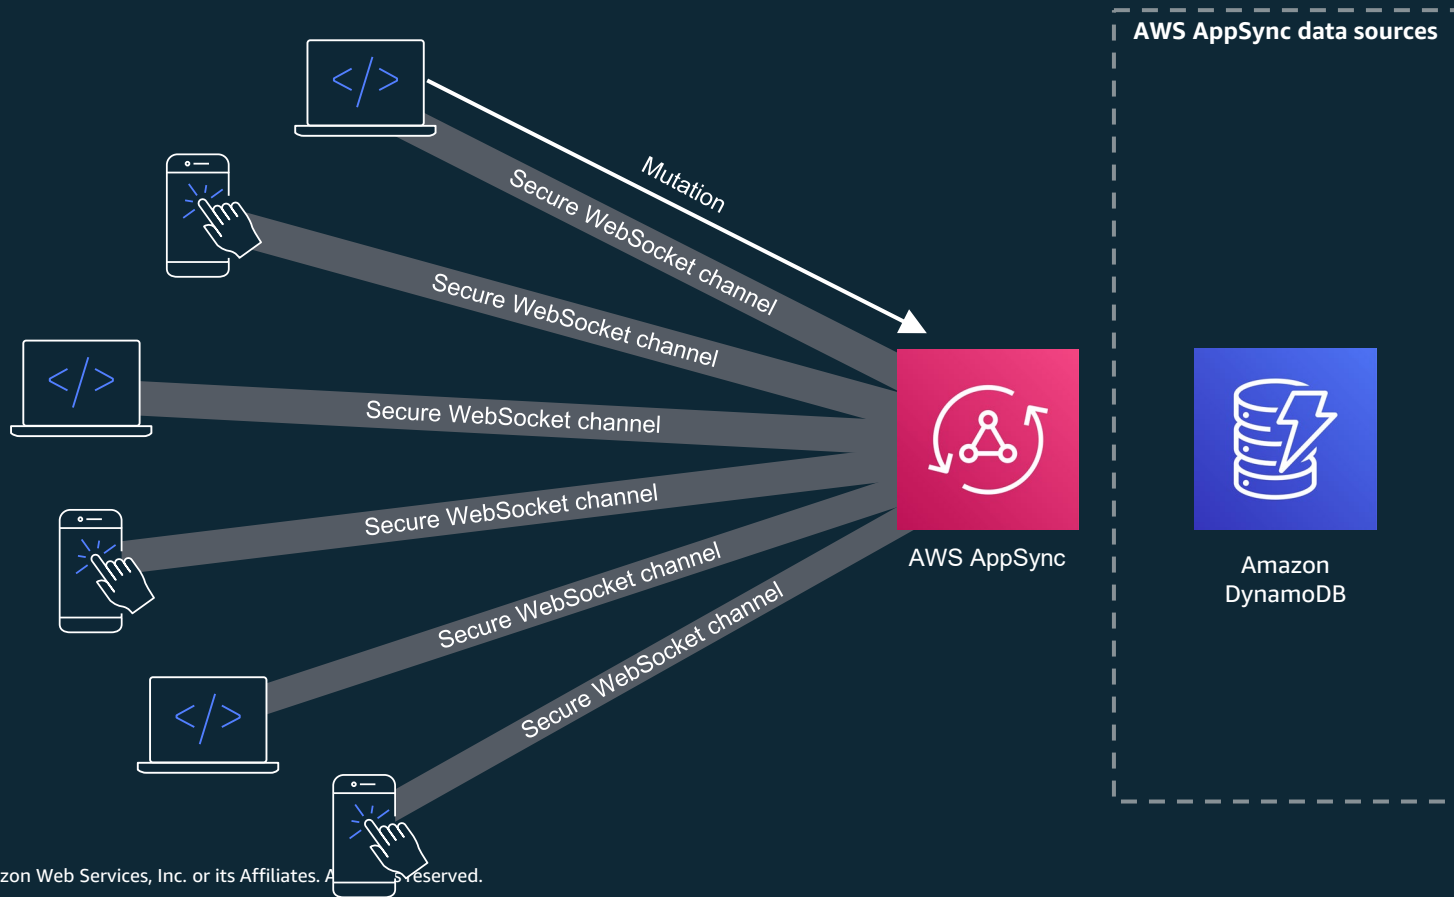 AWS AppSync data sources
Mutation
Secure WebSocket channel
Secure WebSocket channel
Secure WebSocket channel
Secure WebSocket channel
Secure WebSocket channel
Secure WebSocket channel
AWS AppSync
Amazon
DynamoDB
zon Web Services, Inc. or its Affiliates. A s reserved.